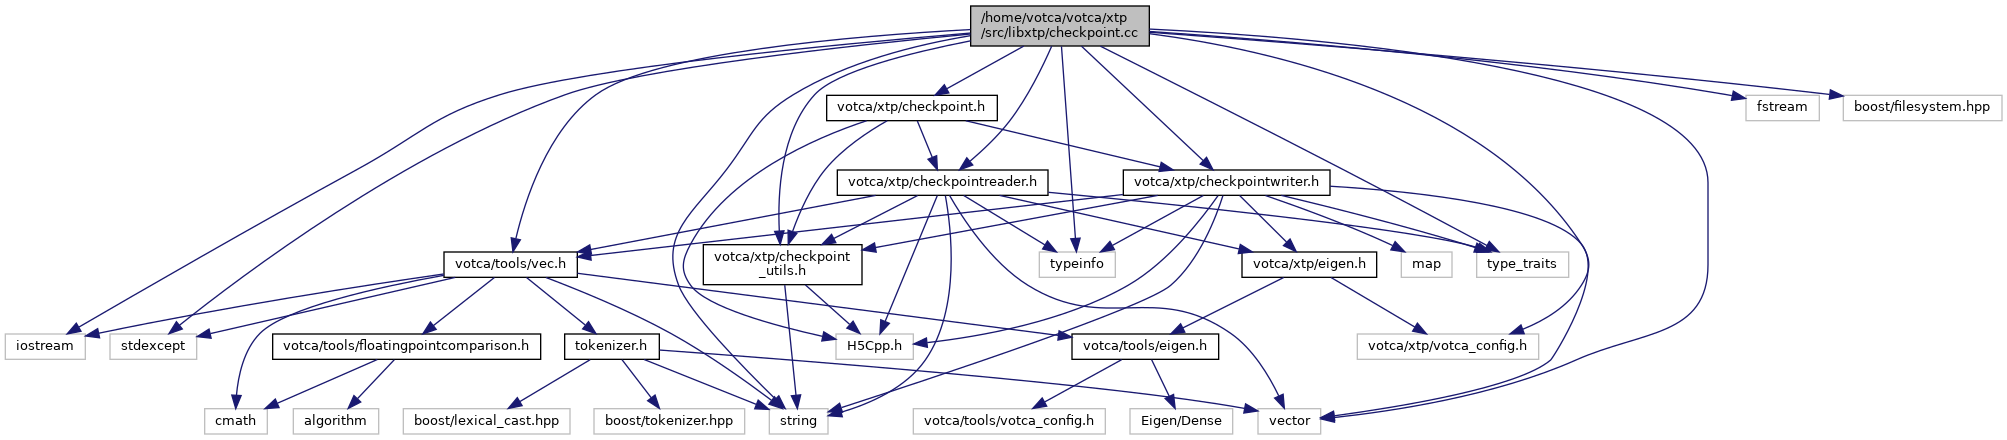 /home/votca/votca/xtp
/src/libxtp/checkpoint.cc
votca/xtp/checkpoint.h
fstream
boost/filesystem.hpp
votca/xtp/checkpointreader.h
votca/xtp/checkpointwriter.h
votca/tools/vec.h
votca/xtp/checkpoint
_utils.h
typeinfo
votca/xtp/eigen.h
map
type_traits
iostream
stdexcept
votca/tools/floatingpointcomparison.h
tokenizer.h
H5Cpp.h
votca/tools/eigen.h
votca/xtp/votca_config.h
cmath
algorithm
boost/lexical_cast.hpp
boost/tokenizer.hpp
string
votca/tools/votca_config.h
Eigen/Dense
vector